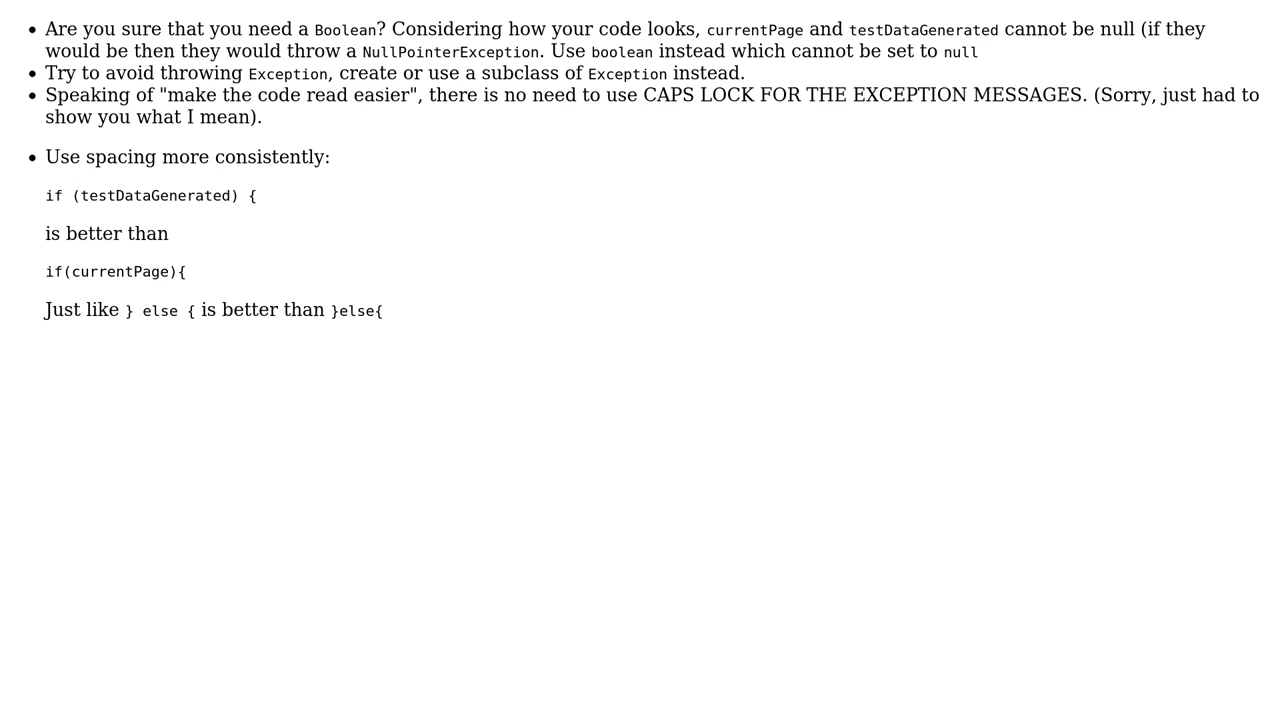 Are you sure that you need a Boolean? Considering how your code looks, currentPage and testDataGenerated cannot be null (if they
would be then they would throw a NullPointerException. Use boolean instead which cannot be set to null
Try to avoid throwing Exception, create or use a subclass of Exception instead.
Speaking of "make the code read easier", there is no need to use CAPS LOCK FOR THE EXCEPTION MESSAGES. (Sorry, just had to
show you what I mean).
Use spacing more consistently:
if (testDataGenerated) {
is better than
if(currentPage){
Just like } else { is better than }else{